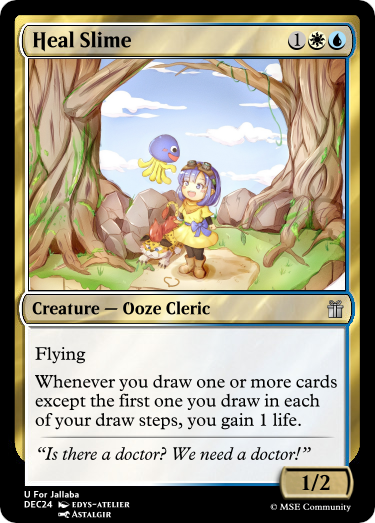 Heal Slime
1
Creature — Ooze Cleric
Flying
Whenever you draw one or more cards
except the first one you draw in each
of your draw steps, you gain 1 life.
“Is there a doctor? We need a doctor!”
1/2
U For Jallaba
DEC24 EDYS-ATELIER
ASTALGIR
© MSE Community